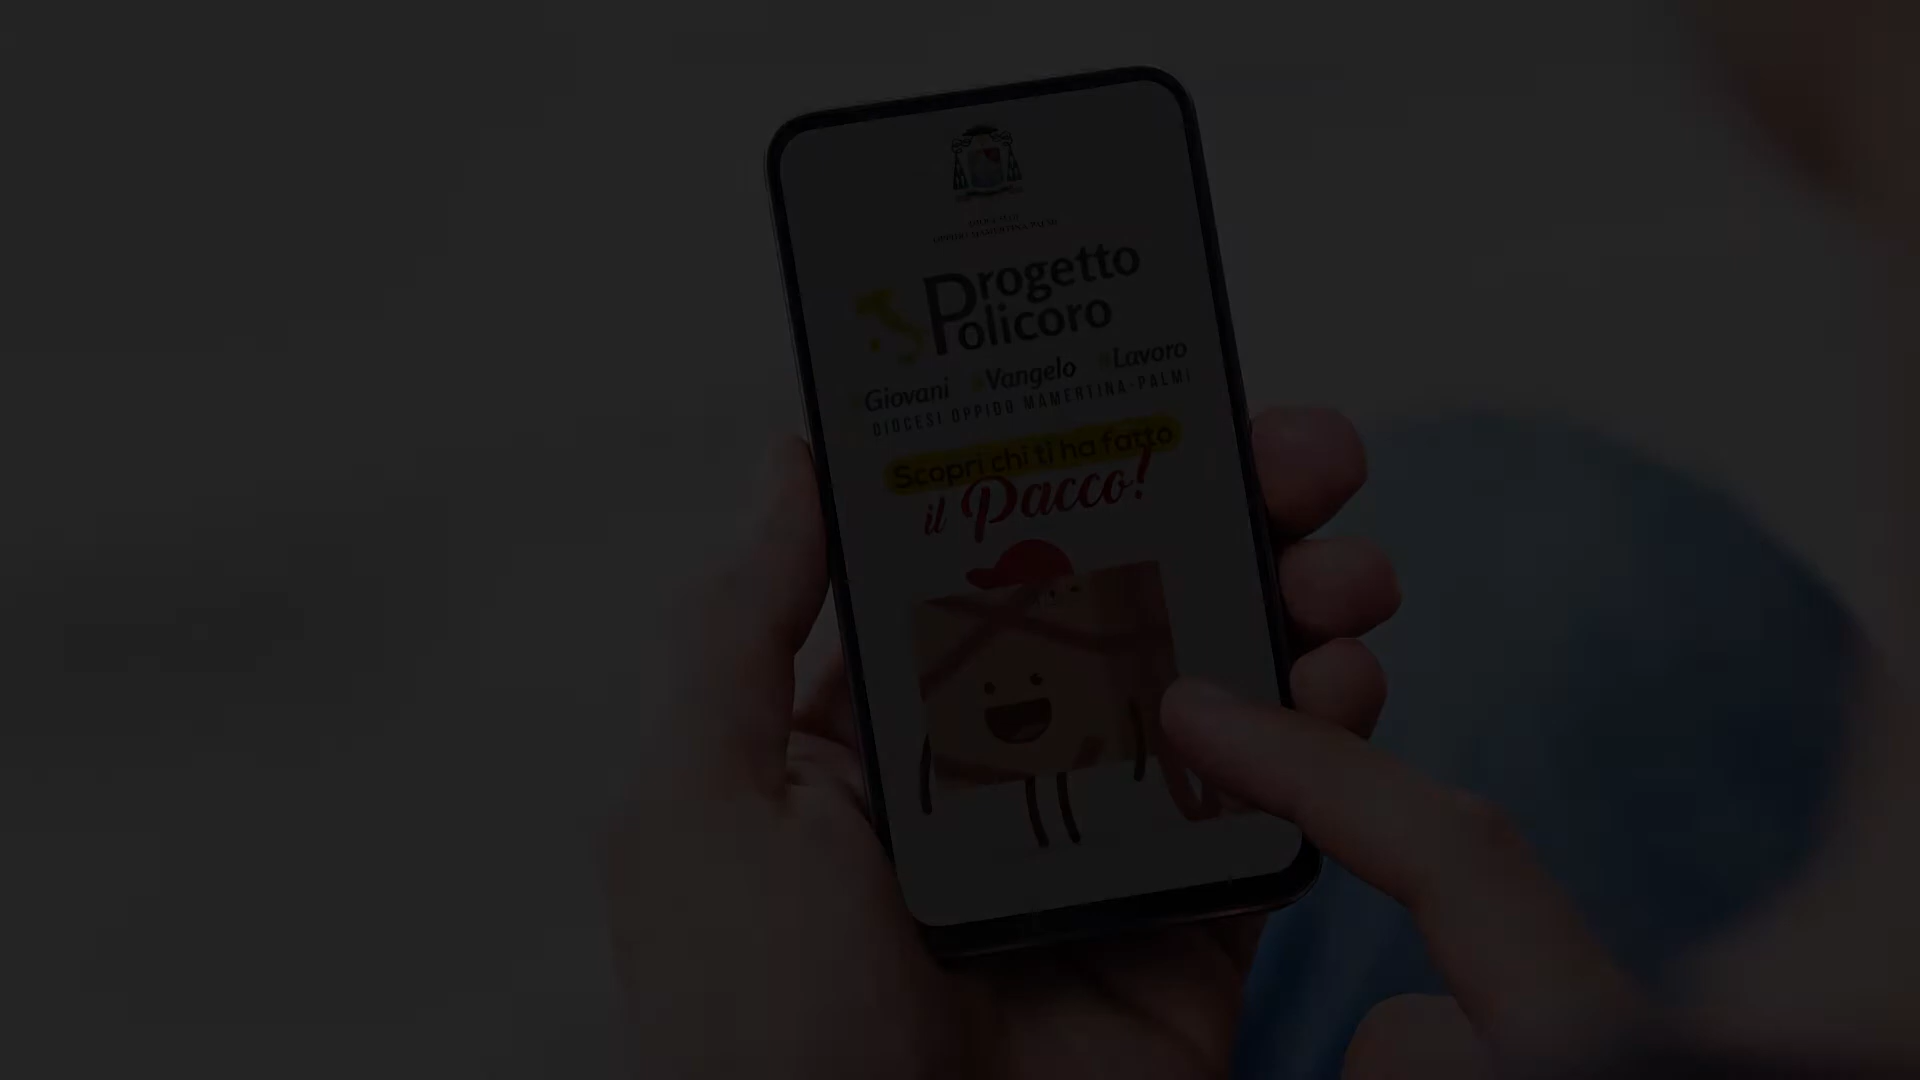 Progetto
Policoro
Giovani Vangelo Lavoro
DIOCESI OPPIDO MAMERTINA-PALMI
Scopri chi ti ha fatto
il Pacco!